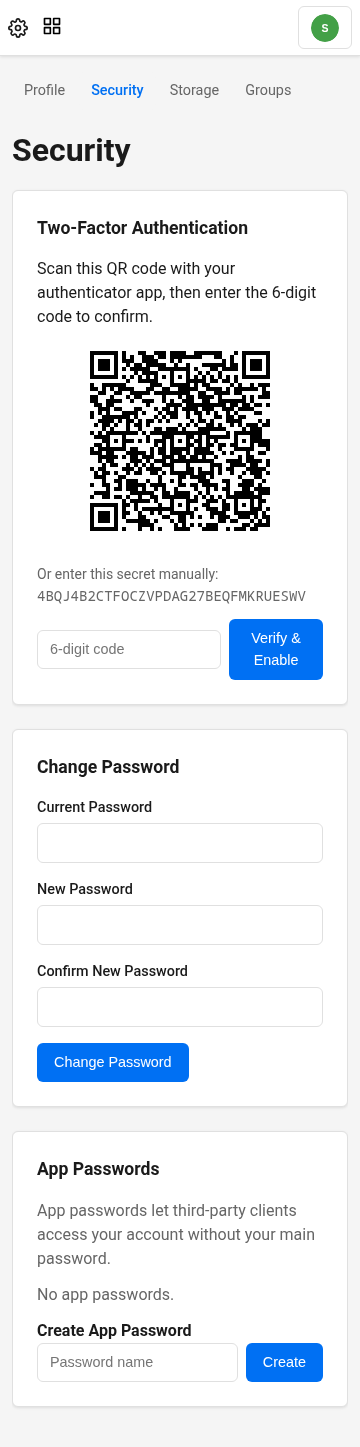 S
Profile Security Storage Groups
Security
Two-Factor Authentication
Scan this QR code with your
authenticator app, then enter the 6-digit
code to confirm.
Or enter this secret manually:
4BQJ4B2CTFOCZVPDAG27BEQFMKRUESWV
6-digit code
Verify &
Enable
Change Password
Current Password
New Password
Confirm New Password
Change Password
App Passwords
App passwords let third-party clients
access your account without your main
password.
No app passwords.
Create App Password
Password name
Create